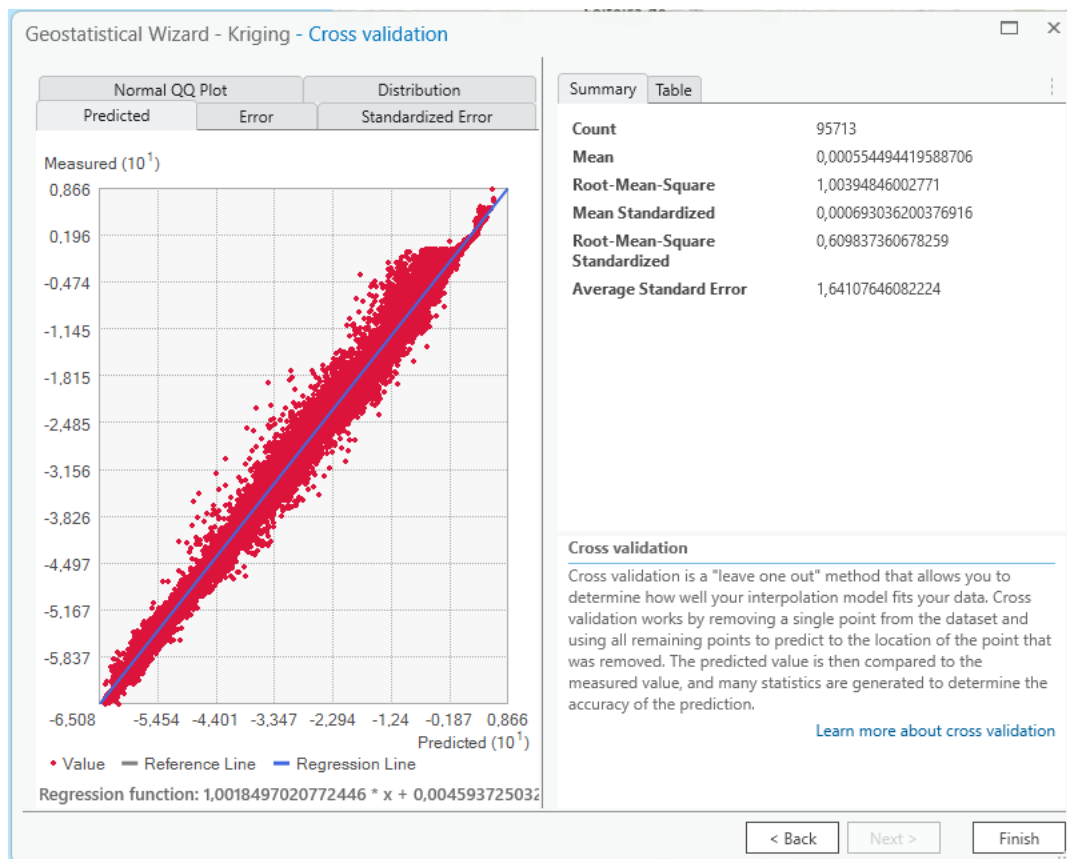 Geostatistical Wizard - Kriging - Cross validation
Normal QQ Plot
Distribution
Predicted
Error
Standardized Error
Measured (10¹)
0,866
0,196
-0,474
-1,145
-1,815
-2,485
-3,156
-3,826
-4,497
-5,167
-5,837
-6,508
-5,454
-4,401
-3,347
-2,294
-1,24
-0,187
0,866
Predicted (10¹)
Value
Reference Line
Regression Line
Regression function: 1,0018497020772446 * x + 0,004593725032
Summary
Table
Count 95713
Mean 0,000554494419588706
Root-Mean-Square 1,00394846002771
Mean Standardized 0,000693036200376916
Root-Mean-Square 0,609837360678259
Standardized
Average Standard Error 1,64107646082224
Cross validation
Cross validation is a "leave one out" method that allows you to
determine how well your interpolation model fits your data. Cross
validation works by removing a single point from the dataset and
using all remaining points to predict to the location of the point that
was removed. The predicted value is then compared to the
measured value, and many statistics are generated to determine the
accuracy of the prediction.
Learn more about cross validation
< Back
Next >
Finish